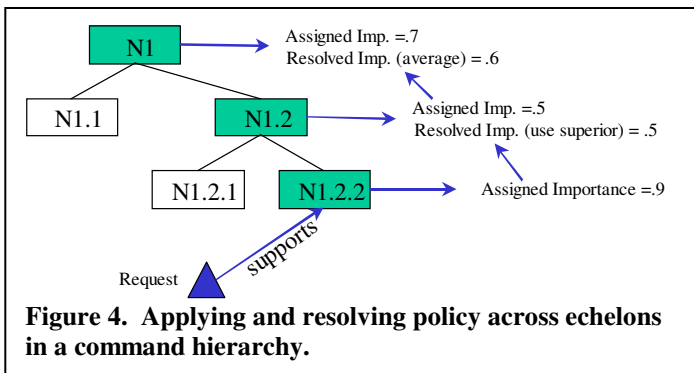 N1
Assigned Imp. =.7
Resolved Imp. (average) = .6
N1.1
N1.2
Assigned Imp. =.5
Resolved Imp. (use superior) = .5
N1.2.1
N1.2.2
Assigned Importance =.9
supports
Request
Figure 4. Applying and resolving policy across echelons
in a command hierarchy.